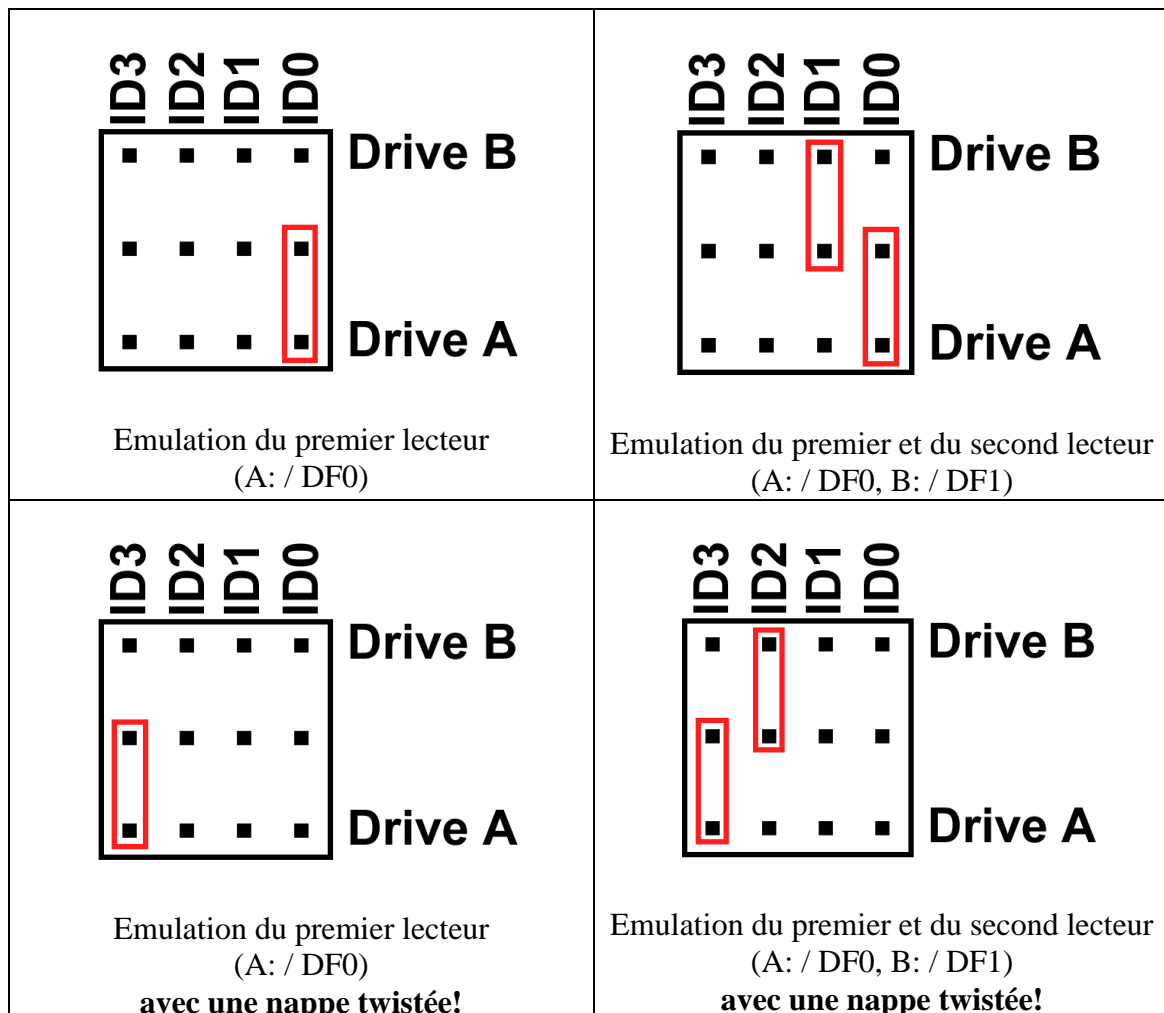 ID3 ID2 ID1 ID0
Drive B
Drive A
Emulation du premier lecteur
(A: / DF0)
ID3 ID2 ID1 ID0
Drive B
Drive A
Emulation du premier et du second lecteur
(A: / DF0, B: / DF1)
ID3 ID2 ID1 ID0
Drive B
Drive A
Emulation du premier lecteur
(A: / DF0)
avec une nappe twistée!
ID3 ID2 ID1 ID0
Drive B
Drive A
Emulation du premier et du second lecteur
(A: / DF0, B: / DF1)
avec une nappe twistée!